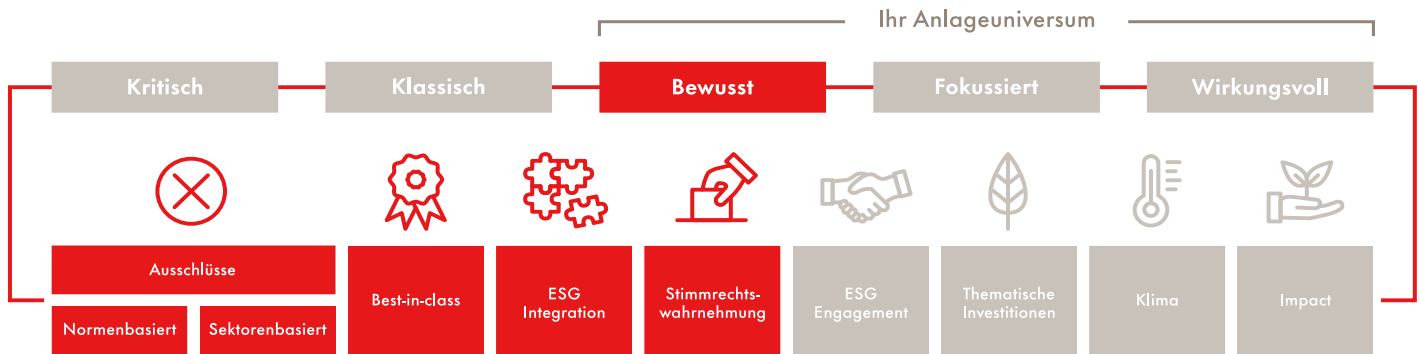 Ihr Anlageuniversum
Kritisch
Klassisch
Bewusst
Fokussiert
Wirkungsvoll
Ausschlüsse
Normenbasiert
Sektorenbasiert
Best-in-class
ESG
Integration
Stimmrechts-
wahrnehmung
ESG
Engagement
Thematische
Investitionen
Klima
Impact